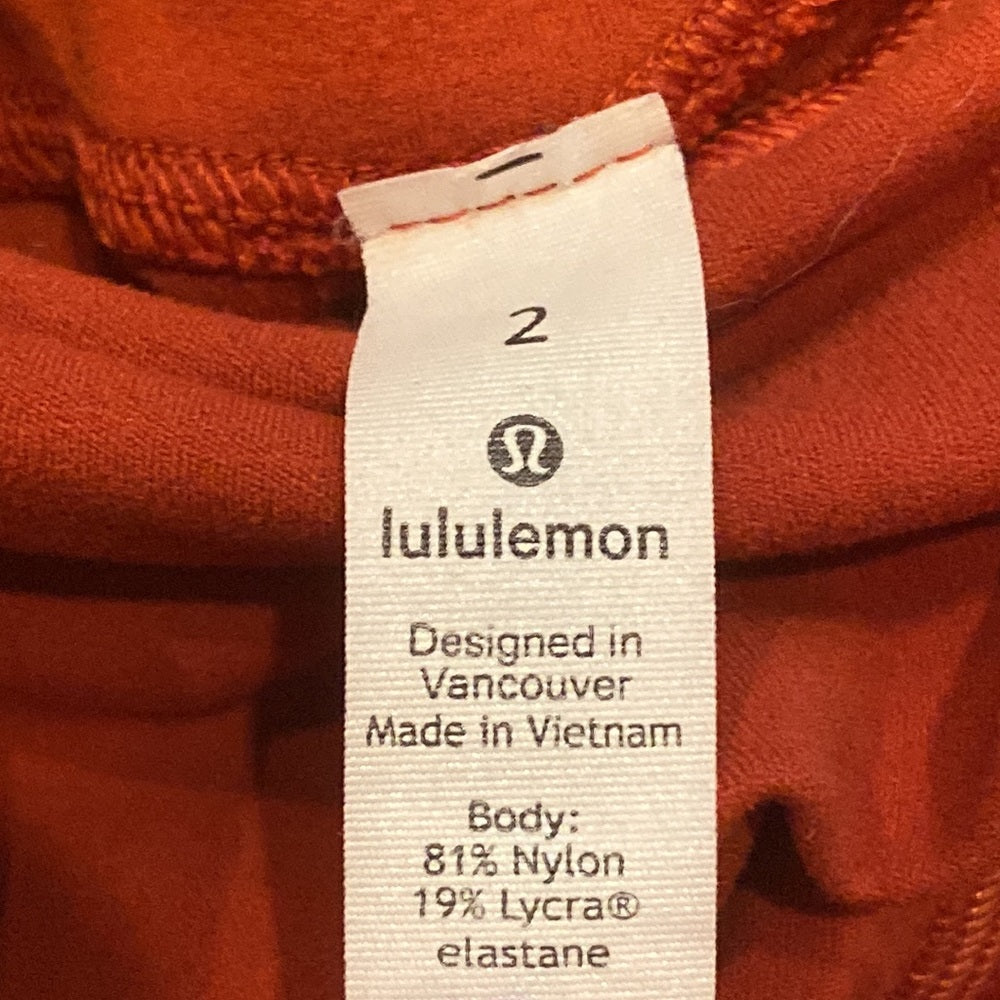 2
lululemon
Designed in
Vancouver
Made in Vietnam
Body:
81% Nylon
19% Lycra®
elastane